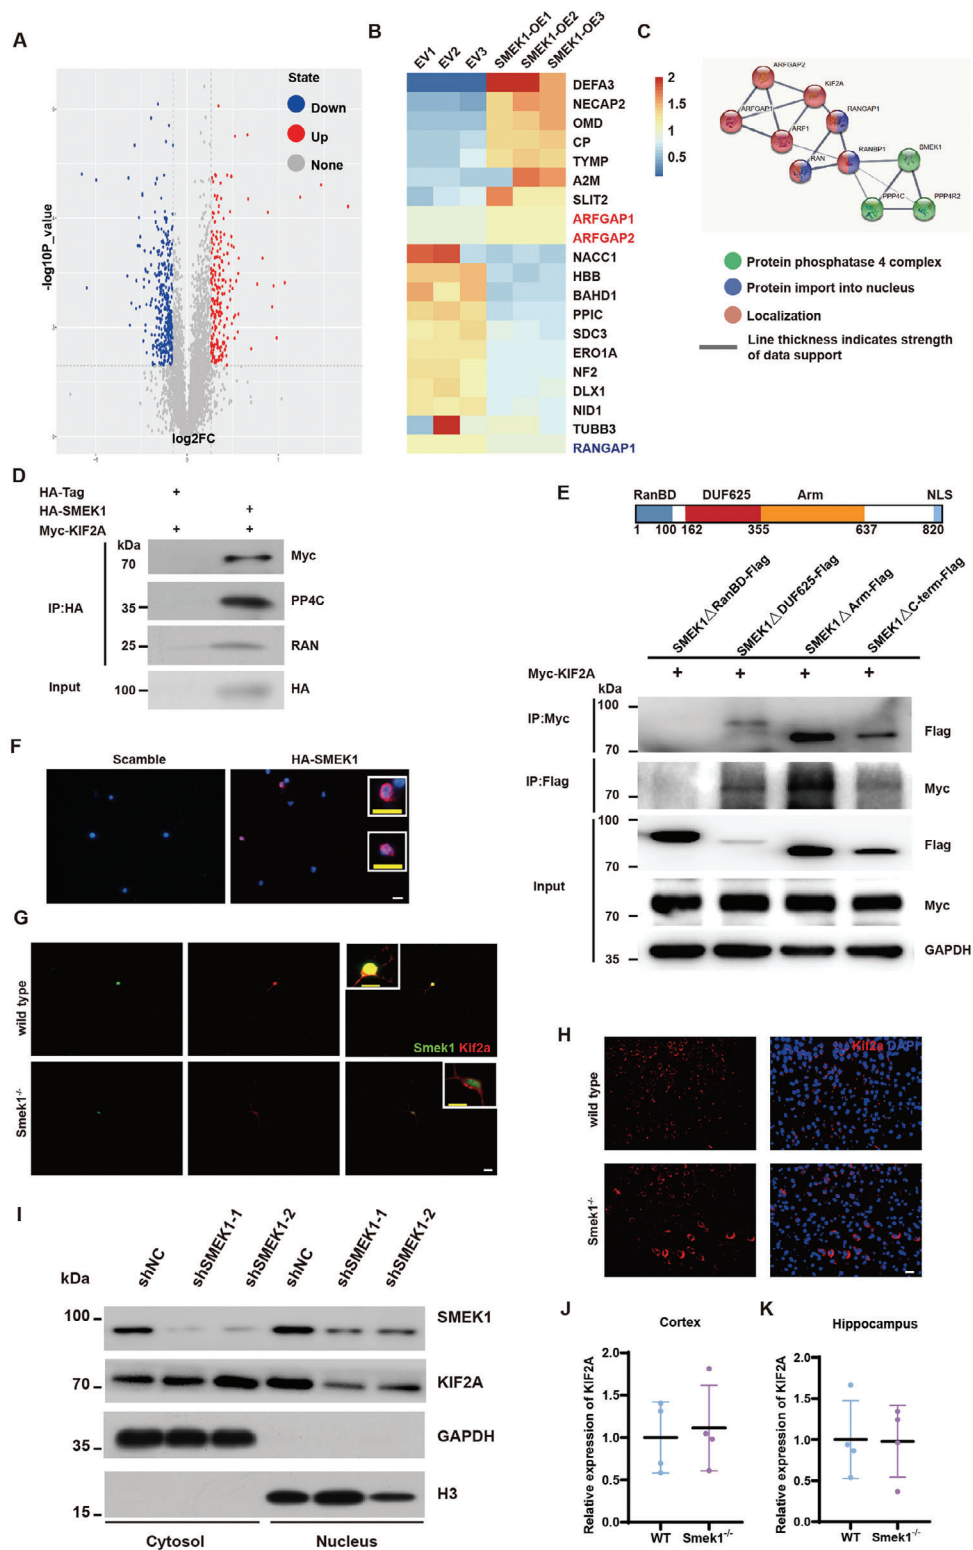 A
State
Down
Up
None
-log10P_value
log2FC
-1
0
1
B
EV1
EV2
EV3
SMEK1-OE1
SMEK1-OE2
SMEK1-OE3
DEFA3
NECAP2
OMD
CP
TYMP
A2M
SLIT2
ARFGAP1
ARFGAP2
NACC1
HBB
BAHD1
PPIC
SDC3
ERO1A
NF2
DLX1
NID1
TUBB3
RANGAP1
2
1.5
1
0.5
C
ARFGAP2
KIF2A
ARFGAP1
RANGAP1
ARF1
RAN
RANBP1
SMEK1
PPP4C
PPP4R2
Protein phosphatase 4 complex
Protein import into nucleus
Localization
Line thickness indicates strength
of data support
D
HA-Tag +
HA-SMEK1 +
Myc-KIF2A + +
kDa
70 Myc
IP:HA
35 PP4C
25 RAN
Input 100 HA
E
RanBD DUF625 Arm NLS
1 100 162 355 637 820
SMEK1△RanBD-Flag
SMEK1△DUF625-Flag
SMEK1△Arm-Flag
SMEK1△C-term-Flag
Myc-KIF2A + + + +
kDa
100
IP:Myc Flag
70
IP:Flag Myc
70
100
Flag
70
Input
Myc
70
GAPDH
35
F
Scamble HA-SMEK1
G
wild type
Smek1 Kif2a
Smek1-/-
H
wild type
Kif2a DAPI
Smek1-/-
I
shNC
shSMEK1-1
shSMEK1-2
shNC
shSMEK1-1
shSMEK1-2
kDa
100 SMEK1
70 KIF2A
35 GAPDH
15 H3
Cytosol Nucleus
J
Cortex
Relative expression of KIF2A
2.0
1.5
1.0
0.5
0.0
WT Smek1-/-
K
Hippocampus
Relative expression of KIF2A
2.0
1.5
1.0
0.5
0.0
WT Smek1-/-